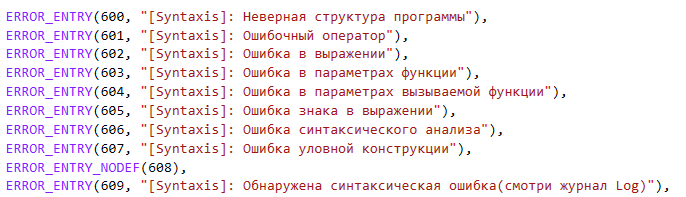 ERROR_ENTRY(600, "[Syntaxis]: Неверная структура программы"),
ERROR_ENTRY(601, "[Syntaxis]: Ошибочный оператор"),
ERROR_ENTRY(602, "[Syntaxis]: Ошибка в выражении"),
ERROR_ENTRY(603, "[Syntaxis]: Ошибка в параметрах функции"),
ERROR_ENTRY(604, "[Syntaxis]: Ошибка в параметрах вызываемой функции"),
ERROR_ENTRY(605, "[Syntaxis]: Ошибка знака в выражении"),
ERROR_ENTRY(606, "[Syntaxis]: Ошибка синтаксического анализа"),
ERROR_ENTRY(607, "[Syntaxis]: Ошибка уловной конструкции"),
ERROR_ENTRY_NODEF(608),
ERROR_ENTRY(609, "[Syntaxis]: Обнаружена синтаксическая ошибка(смотри журнал Log)"),